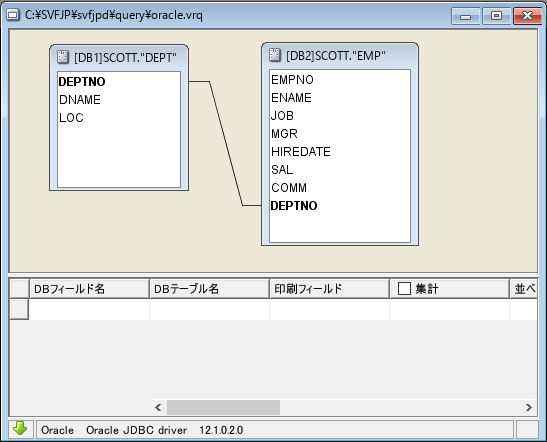 C:¥SVFJP¥svfjpd¥query¥oracle.vrq
[DB1]SCOTT."DEPT"
DEPTNO
DNAME
LOC
[DB2]SCOTT."EMP"
EMPNO
ENAME
JOB
MGR
HIREDATE
SAL
COMM
DEPTNO
DBフィールド名 DBテーブル名 印刷フィールド 集計 並べ
Oracle Oracle JDBC driver 12.1.0.2.0